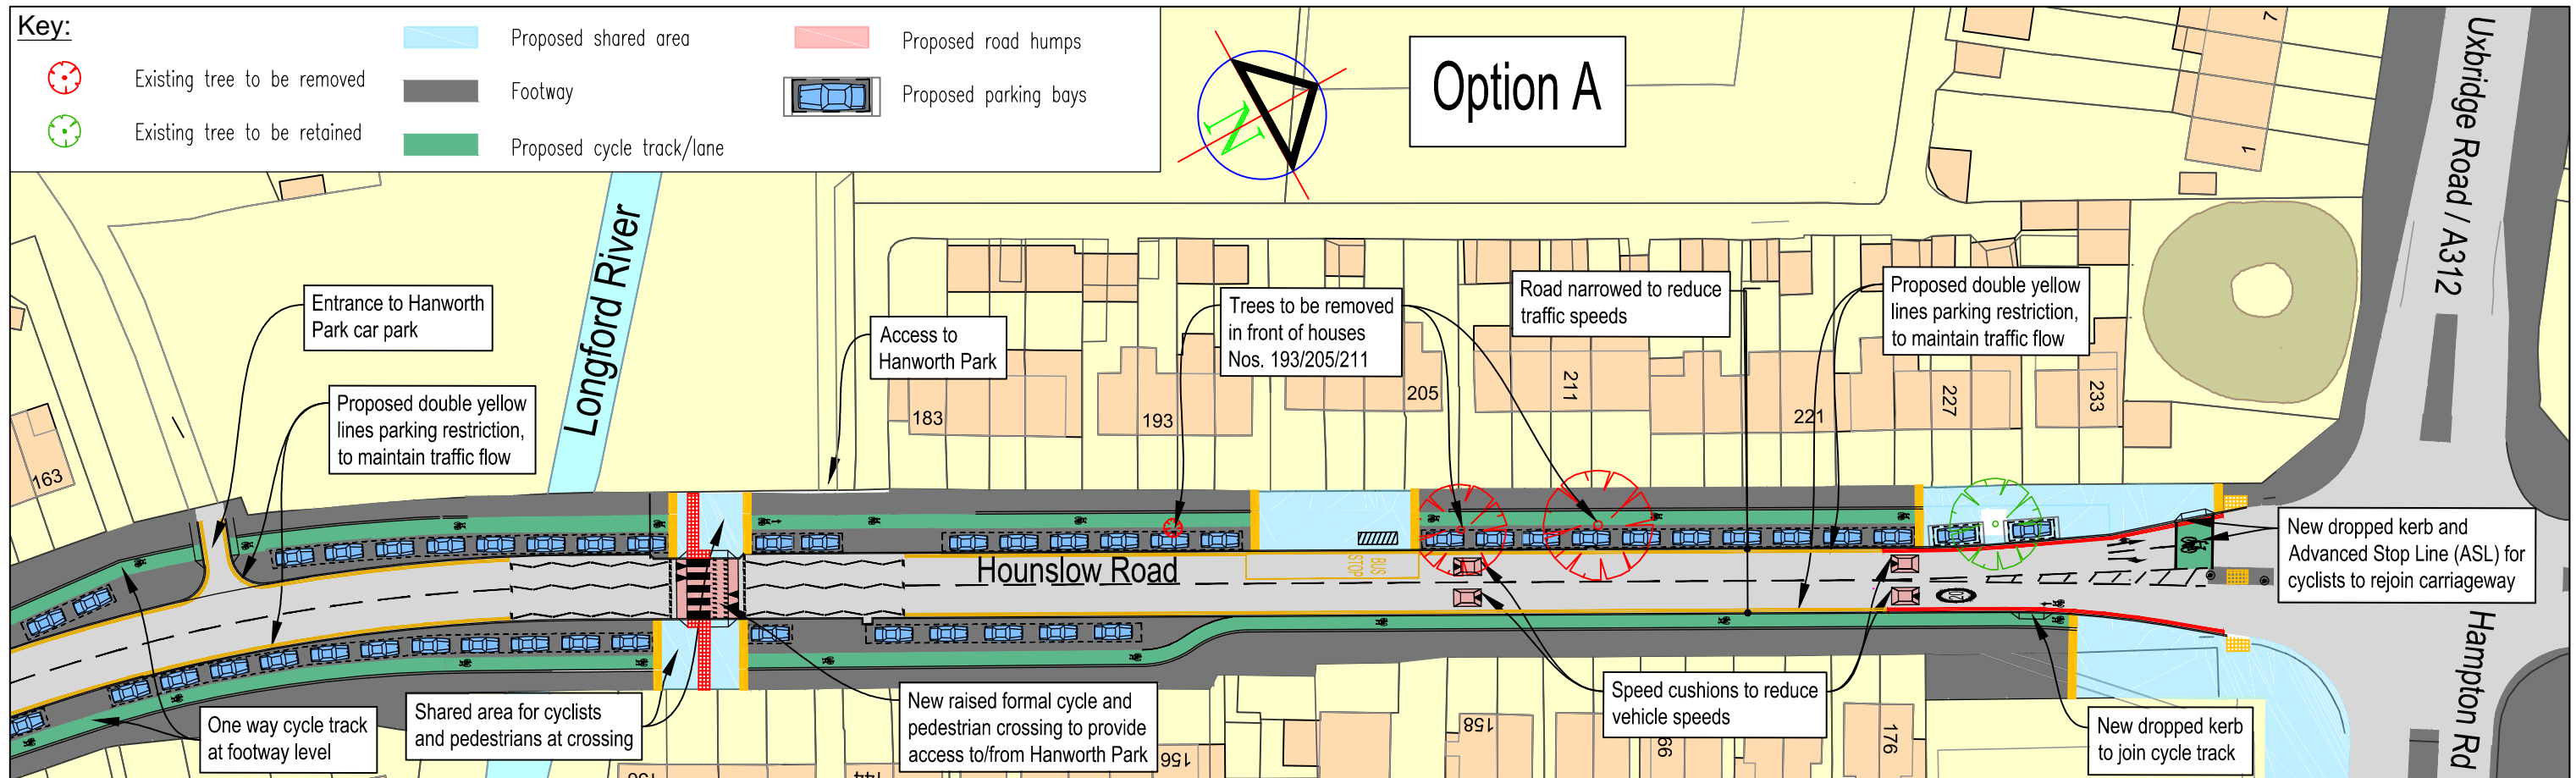 Key:
Existing tree to be removed
Existing tree to be retained
Proposed shared area
Footway
Proposed cycle track/lane
Proposed road humps
Proposed parking bays
N
Option A
Uxbridge Road / A312
7
1
Longford River
Entrance to Hanworth
Park car park
Proposed double yellow
lines parking restriction,
to maintain traffic flow
Access to
Hanworth Park
Trees to be removed
in front of houses
Nos. 193/205/211
Road narrowed to reduce
traffic speeds
Proposed double yellow
lines parking restriction,
to maintain traffic flow
163
183
193
205
211
221
227
233
Hounslow Road
BUS
STOP
20
New dropped kerb and
Advanced Stop Line (ASL) for
cyclists to rejoin carriageway
One way cycle track
at footway level
Shared area for cyclists
and pedestrians at crossing
New raised formal cycle and
pedestrian crossing to provide
access to/from Hanworth Park
Speed cushions to reduce
vehicle speeds
New dropped kerb
to join cycle track
Hampton Rd
144
156
158
66
176